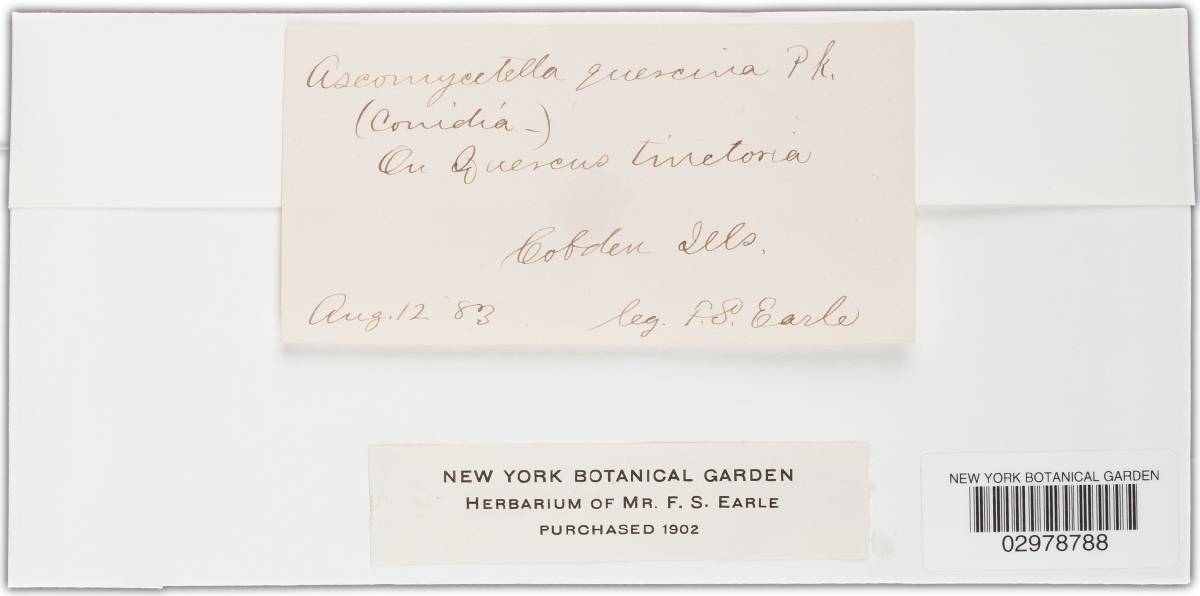 Ascomycetella quercina Pk.
(Conidia -)
On Quercus tinctoria
Cobden Ills.
Aug. 12 '83 leg. F.S. Earle
NEW YORK BOTANICAL GARDEN
HERBARIUM OF MR. F. S. EARLE
PURCHASED 1902
NEW YORK BOTANICAL GARDEN
02978788